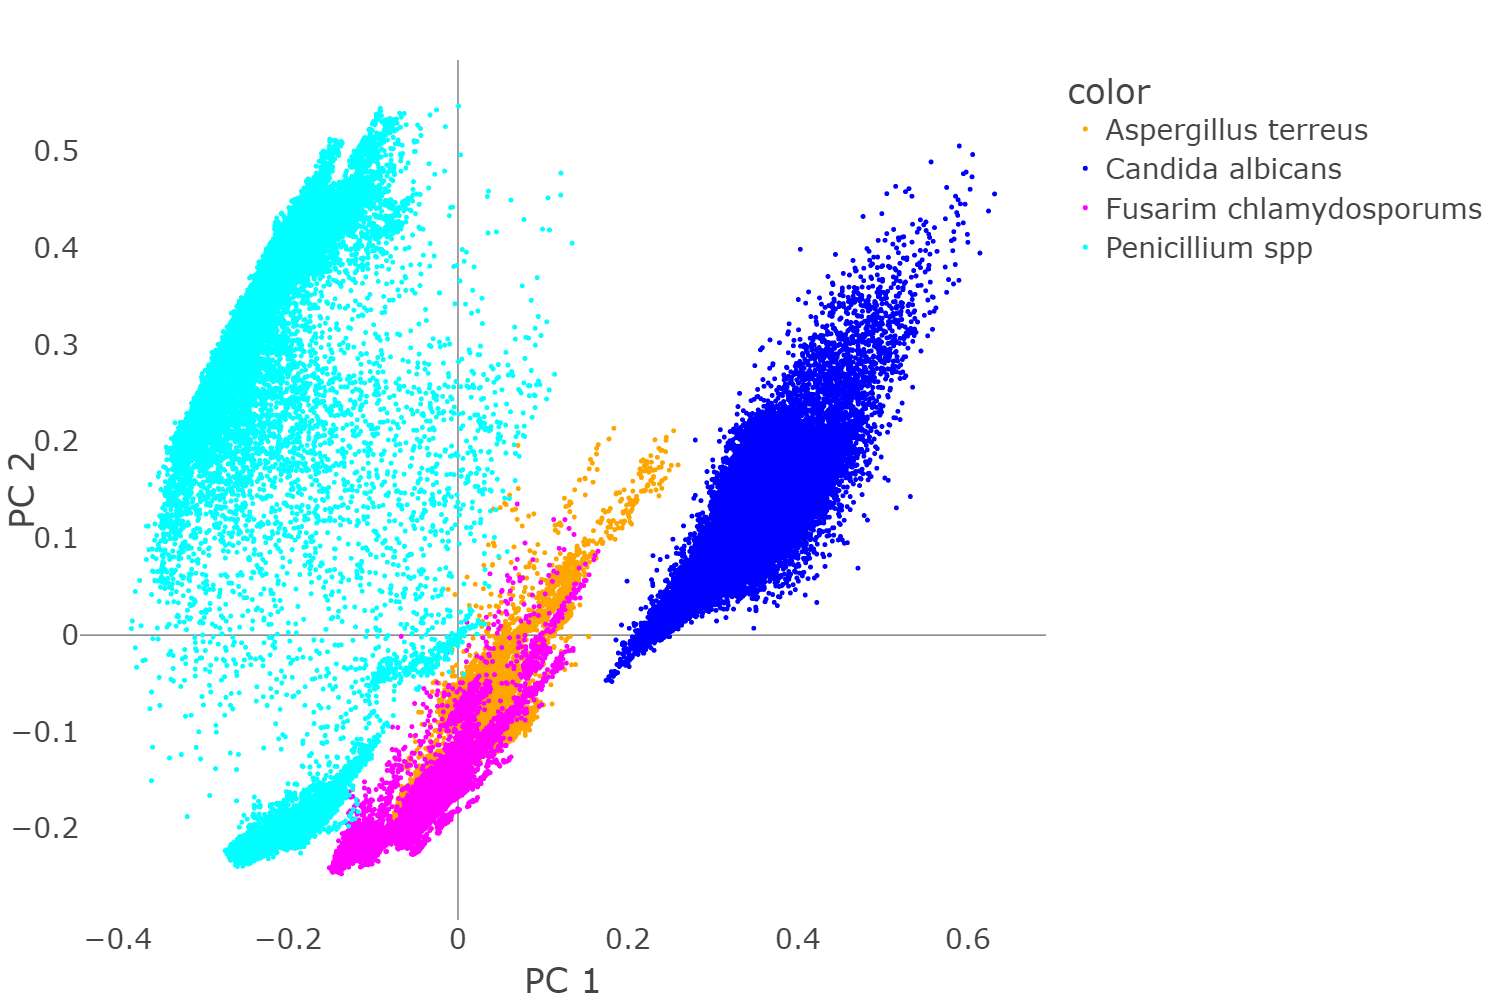 color
Aspergillus terreus
Candida albicans
Fusarim chlamydosporums
Penicillium spp
0.5
0.4
0.3
0.2
0.1
0
−0.1
−0.2
PC 2
−0.4
−0.2
0
0.2
0.4
0.6
PC 1